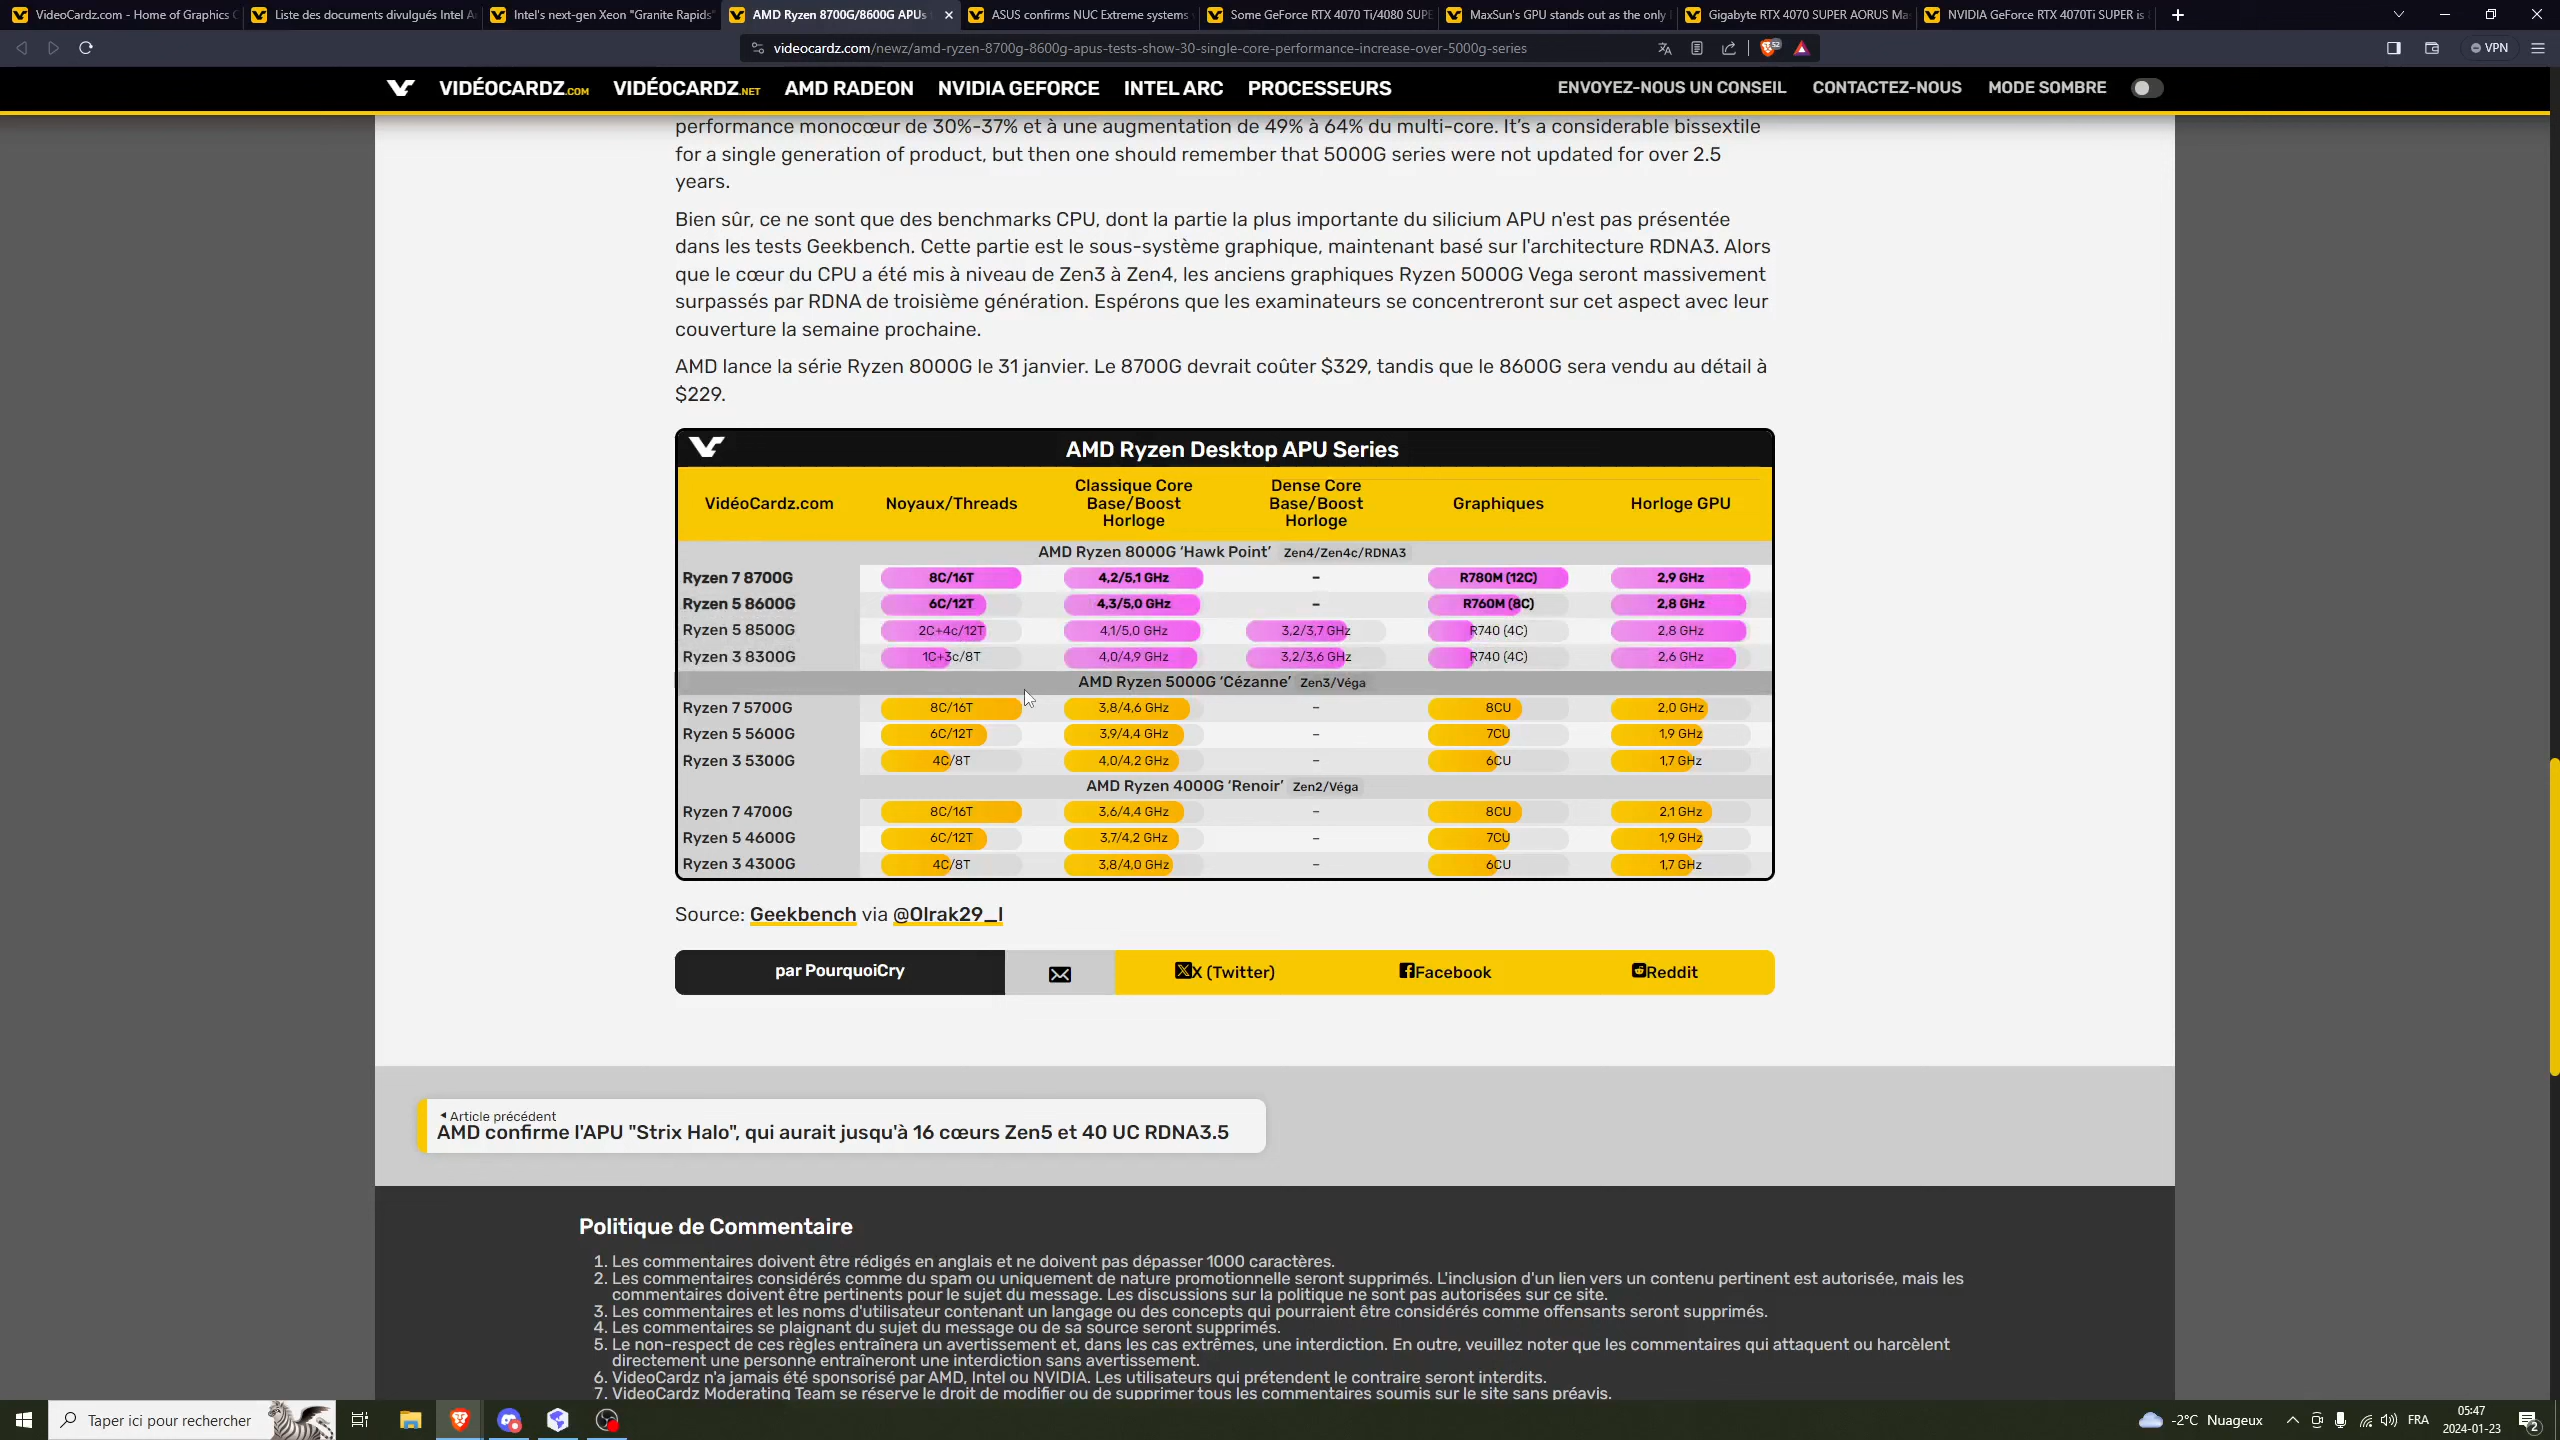 VideoCardz.com - Home of Graphics C
Liste des documents divulgués Intel A
Intel's next-gen Xeon "Granite Rapids"
AMD Ryzen 8700G/8600G APUs
ASUS confirms NUC Extreme systems
Some GeForce RTX 4070 Ti/4080 SUPE
MaxSun's GPU stands out as the only
Gigabyte RTX 4070 SUPER AORUS Ma
NVIDIA GeForce RTX 4070Ti SUPER is
videocardz.com/newz/amd-ryzen-8700g-8600g-apus-tests-show-30-single-core-performance-increase-over-5000g-series
52
VPN
VIDÉOCARDZ.COM VIDÉOCARDZ.NET AMD RADEON NVIDIA GEFORCE INTEL ARC PROCESSEURS ENVOYEZ-NOUS UN CONSEIL CONTACTEZ-NOUS MODE SOMBRE
performance monocœur de 30%-37% et à une augmentation de 49% à 64% du multi-core. It's a considerable bissextile
for a single generation of product, but then one should remember that 5000G series were not updated for over 2.5
years.
Bien sûr, ce ne sont que des benchmarks CPU, dont la partie la plus importante du silicium APU n'est pas présentée
dans les tests Geekbench. Cette partie est le sous-système graphique, maintenant basé sur l'architecture RDNA3. Alors
que le cœur du CPU a été mis à niveau de Zen3 à Zen4, les anciens graphiques Ryzen 5000G Vega seront massivement
surpassés par RDNA de troisième génération. Espérons que les examinateurs se concentreront sur cet aspect avec leur
couverture la semaine prochaine.
AMD lance la série Ryzen 8000G le 31 janvier. Le 8700G devrait coûter $329, tandis que le 8600G sera vendu au détail à
$229.
AMD Ryzen Desktop APU Series
VidéoCardz.com
Noyaux/Threads
Classique Core
Base/Boost
Horloge
Dense Core
Base/Boost
Horloge
Graphiques
Horloge GPU
AMD Ryzen 8000G ‘Hawk Point’ Zen4/Zen4c/RDNA3
Ryzen 7 8700G 8C/16T 4,2/5,1 GHz – R780M (12C) 2,9 GHz
Ryzen 5 8600G 6C/12T 4,3/5,0 GHz – R760M (8C) 2,8 GHz
Ryzen 5 8500G 2C+4c/12T 4,1/5,0 GHz 3,2/3,7 GHz R740 (4C) 2,8 GHz
Ryzen 3 8300G 1C+3c/8T 4,0/4,9 GHz 3,2/3,6 GHz R740 (4C) 2,6 GHz
AMD Ryzen 5000G ‘Cézanne’ Zen3/Véga
Ryzen 7 5700G 8C/16T 3,8/4,6 GHz – 8CU 2,0 GHz
Ryzen 5 5600G 6C/12T 3,9/4,4 GHz – 7CU 1,9 GHz
Ryzen 3 5300G 4C/8T 4,0/4,2 GHz – 6CU 1,7 GHz
AMD Ryzen 4000G ‘Renoir’ Zen2/Véga
Ryzen 7 4700G 8C/16T 3,6/4,4 GHz – 8CU 2,1 GHz
Ryzen 5 4600G 6C/12T 3,7/4,2 GHz – 7CU 1,9 GHz
Ryzen 3 4300G 4C/8T 3,8/4,0 GHz – 6CU 1,7 GHz
Source: Geekbench via @Olrak29_l
par PourquoiCry
X (Twitter)
Facebook
Reddit
Article précédent
AMD confirme l'APU "Strix Halo", qui aurait jusqu'à 16 cœurs Zen5 et 40 UC RDNA3.5
Politique de Commentaire
1. Les commentaires doivent être rédigés en anglais et ne doivent pas dépasser 1000 caractères.
2. Les commentaires considérés comme du spam ou uniquement de nature promotionnelle seront supprimés. L'inclusion d'un lien vers un contenu pertinent est autorisée, mais les
commentaires doivent être pertinents pour le sujet du message. Les discussions sur la politique ne sont pas autorisées sur ce site.
3. Les commentaires et les noms d'utilisateur contenant un langage ou des concepts qui pourraient être considérés comme offensants seront supprimés.
4. Les commentaires se plaignant du sujet du message ou de sa source seront supprimés.
5. Le non-respect de ces règles entraînera un avertissement et, dans les cas extrêmes, une interdiction. En outre, veuillez noter que les commentaires qui attaquent ou harcèlent
directement une personne entraîneront une interdiction sans avertissement.
6. VideoCardz n'a jamais été sponsorisé par AMD, Intel ou NVIDIA. Les utilisateurs qui prétendent le contraire seront interdits.
7. VideoCardz Moderating Team se réserve le droit de modifier ou de supprimer tous les commentaires soumis sur le site sans préavis.
Taper ici pour rechercher
-2°C Nuageux
FRA
05:47
2024-01-23
2